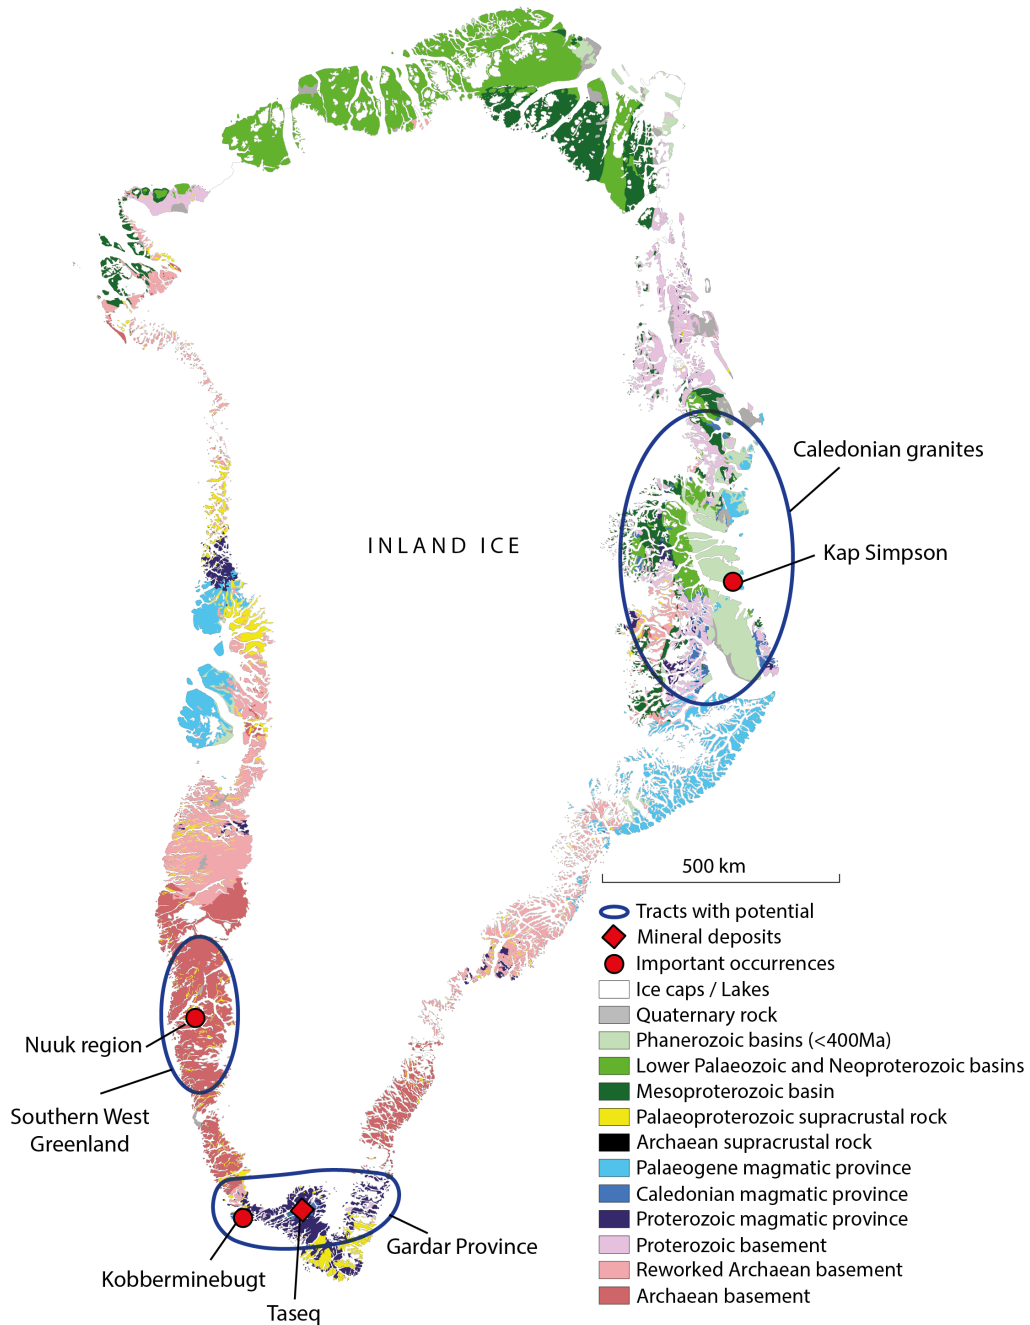 Caledonian granites
INLAND ICE
Kap Simpson
500 km
Tracts with potential
Mineral deposits
Important occurrences
Ice caps / Lakes
Quaternary rock
Phanerozoic basins (<400Ma)
Lower Palaeozoic and Neoproterozoic basins
Mesoproterozoic basin
Palaeoproterozoic supracrustal rock
Archaean supracrustal rock
Palaeogene magmatic province
Caledonian magmatic province
Proterozoic magmatic province
Proterozoic basement
Reworked Archaean basement
Archaean basement
Nuuk region
Southern West
Greenland
Gardar Province
Kobberminebugt
Taseq